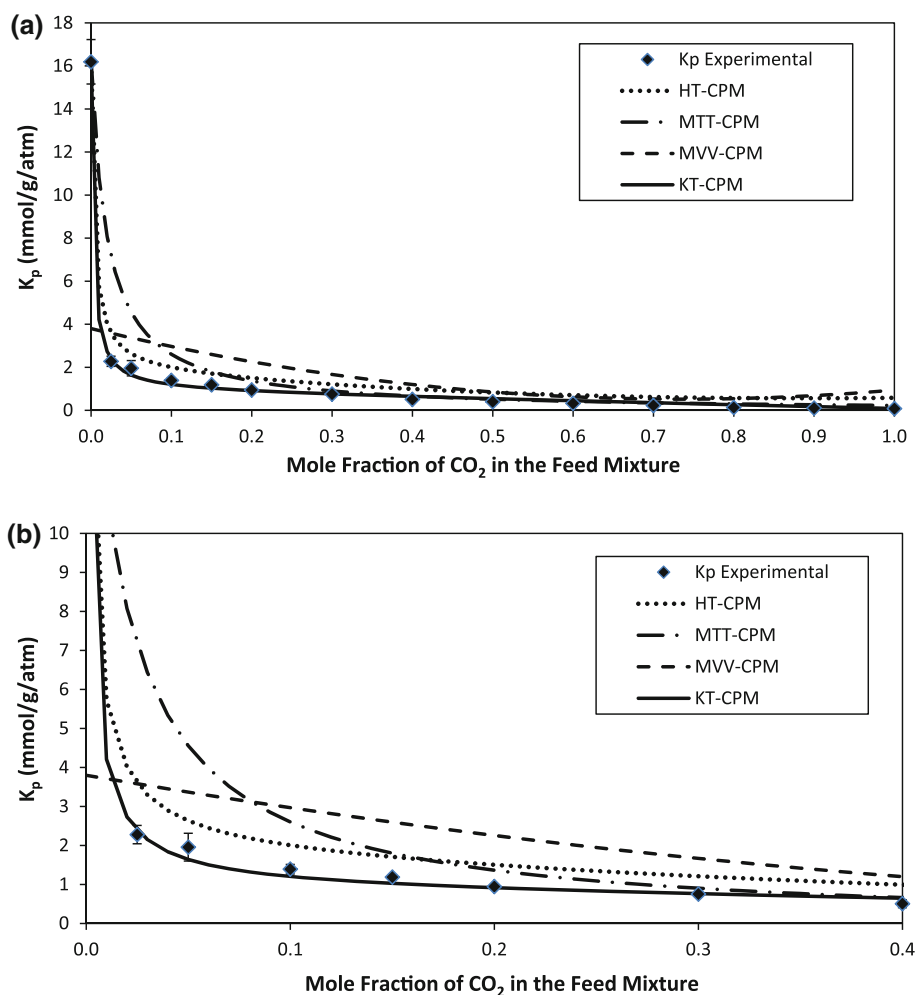 (a)
18
16
14
12
10
8
6
4
2
0
Kp (mmol/g/atm)
Kp Experimental
HT-CPM
MTT-CPM
MVV-CPM
KT-CPM
0.0 0.1 0.2 0.3 0.4 0.5 0.6 0.7 0.8 0.9 1.0
Mole Fraction of CO2 in the Feed Mixture
(b)
10
9
8
7
6
5
4
3
2
1
0
Kp (mmol/g/atm)
Kp Experimental
HT-CPM
MTT-CPM
MVV-CPM
KT-CPM
0.0 0.1 0.2 0.3 0.4
Mole Fraction of CO2 in the Feed Mixture